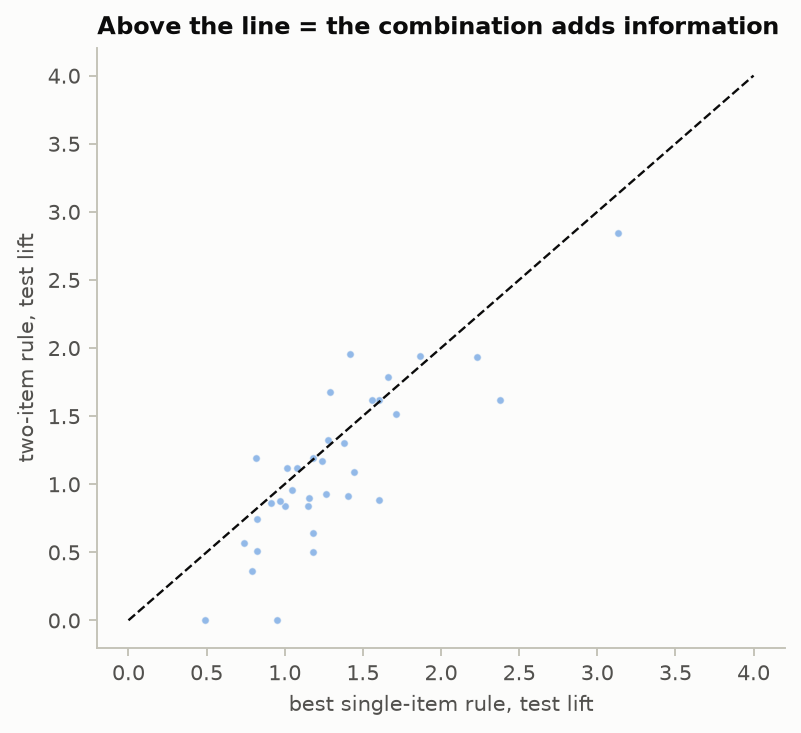 Above the line = the combination adds information
two-item rule, test lift
4.0
3.5
3.0
2.5
2.0
1.5
1.0
0.5
0.0
0.0 0.5 1.0 1.5 2.0 2.5 3.0 3.5 4.0
best single-item rule, test lift